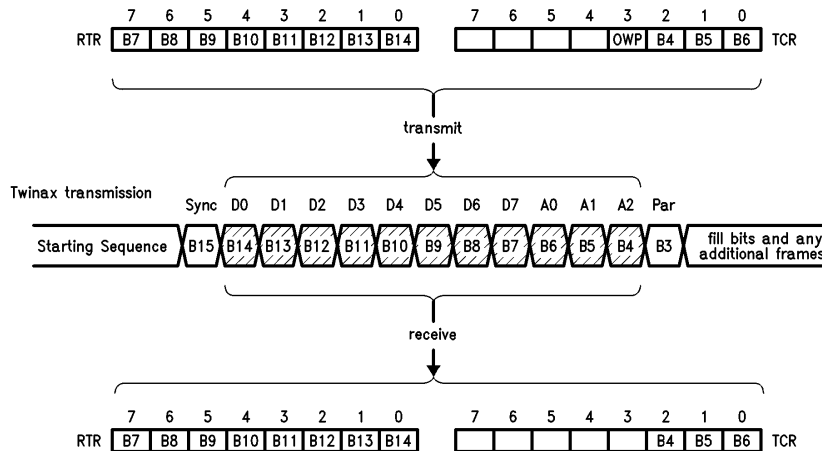 7 6 5 4 3 2 1 0 7 6 5 4 3 2 1 0
RTR B7 B8 B9 B10 B11 B12 B13 B14 OWP B4 B5 B6 TCR
transmit
Twinax transmission
Sync D0 D1 D2 D3 D4 D5 D6 D7 A0 A1 A2 Par
Starting Sequence B15 B14 B13 B12 B11 B10 B9 B8 B7 B6 B5 B4 B3 fill bits and any
additional frames
receive
7 6 5 4 3 2 1 0 7 6 5 4 3 2 1 0
RTR B7 B8 B9 B10 B11 B12 B13 B14 B4 B5 B6 TCR